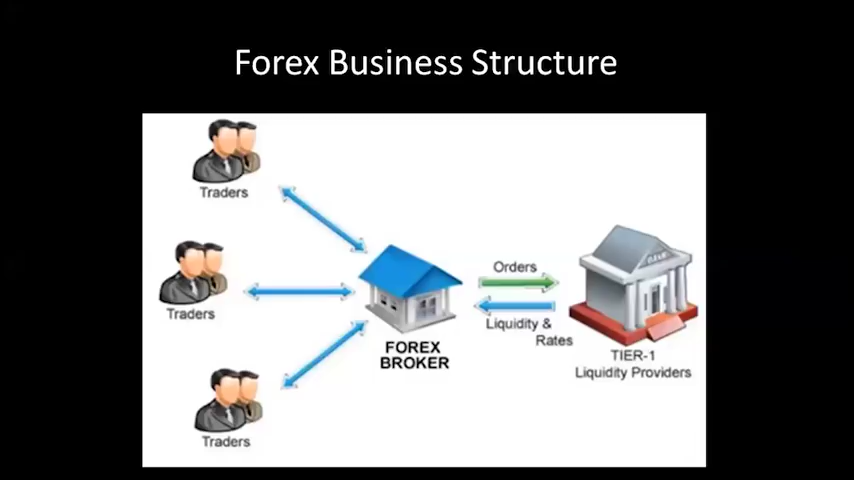 Forex Business Structure
Traders
Traders
Traders
FOREX
BROKER
Orders
Liquidity &
Rates
TIER-1
Liquidity Providers